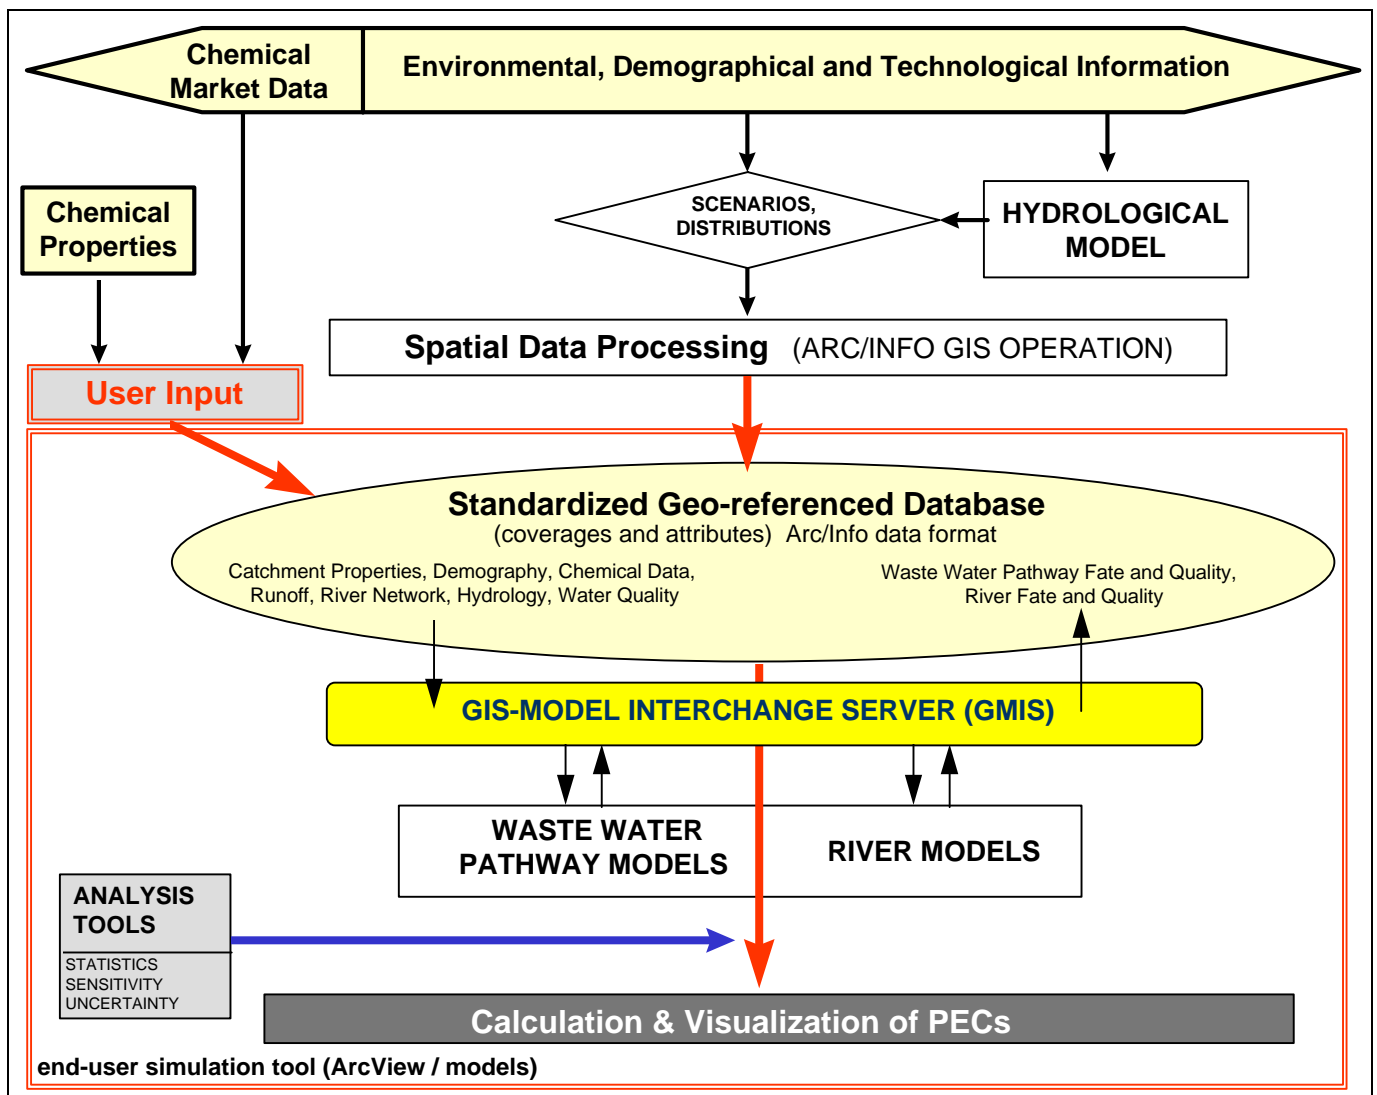 Chemical
Market Data
Environmental, Demographical and Technological Information
Chemical
Properties
SCENARIOS,
DISTRIBUTIONS
HYDROLOGICAL
MODEL
Spatial Data Processing (ARC/INFO GIS OPERATION)
User Input
Standardized Geo-referenced Database
(coverages and attributes) Arc/Info data format
Catchment Properties, Demography, Chemical Data,
Runoff, River Network, Hydrology, Water Quality
Waste Water Pathway Fate and Quality,
River Fate and Quality
GIS-MODEL INTERCHANGE SERVER (GMIS)
WASTE WATER
PATHWAY MODELS
RIVER MODELS
ANALYSIS
TOOLS
STATISTICS
SENSITIVITY
UNCERTAINTY
Calculation & Visualization of PECs
end-user simulation tool (ArcView / models)